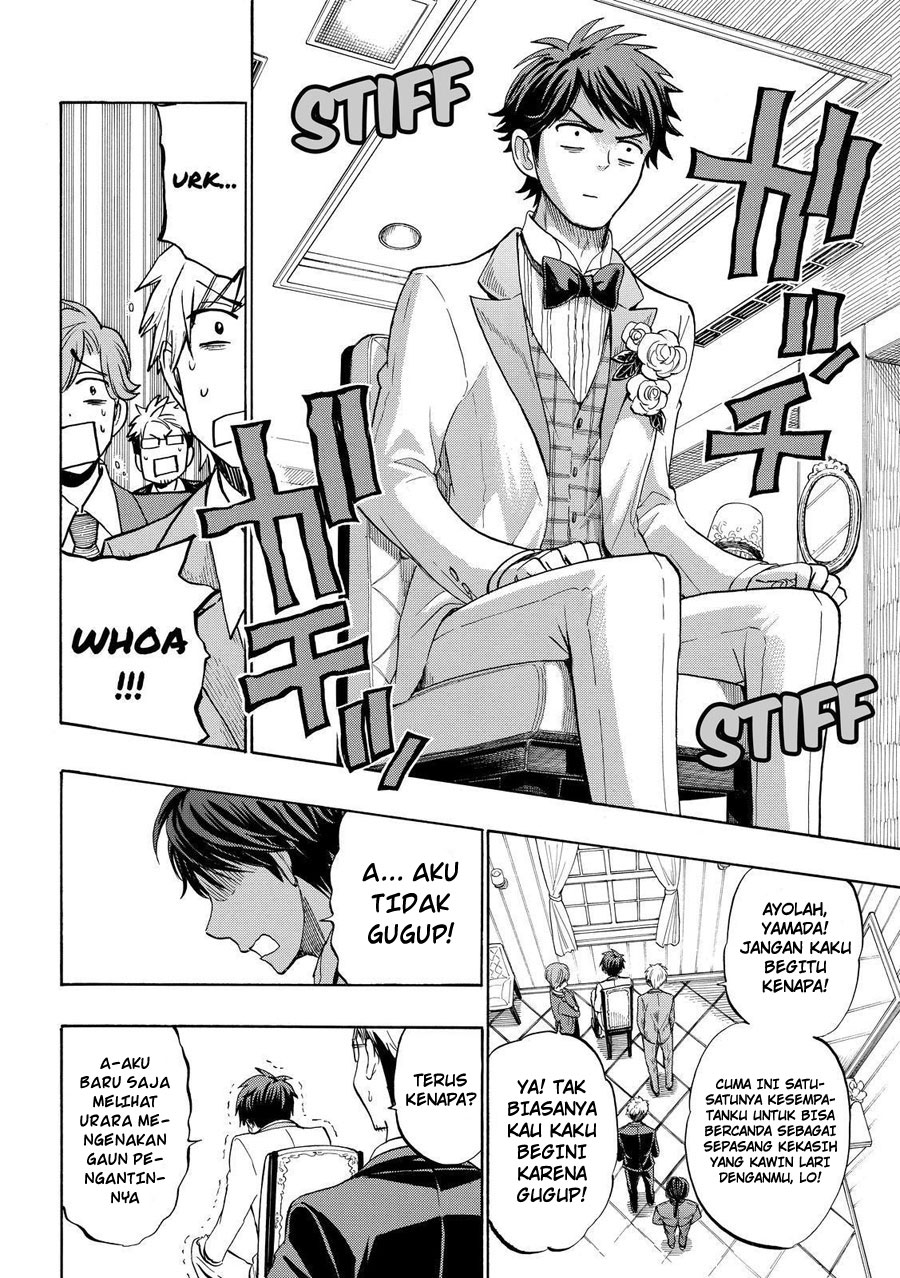 STIFF
ガチッ
ガチッ
STIFF
URK...
WHOA
!!!
AYOLAH,
YAMADA!
JANGAN KAKU
BEGITU
KENAPA!
CUMA INI SATU-
SATUNYA KESEMPA-
TANKU UNTUK BISA
BERCANDA SEBAGAI
SEPASANG KEKASIH
YANG KAWIN LARI
DENGANMU, LO!
YA! TAK
BIASANYA
KAU KAKU
BEGINI
KARENA
GUGUP!
A... AKU
TIDAK
GUGUP!
TERUS
KENAPA?
A-AKU
BARU SAJA
MELIHAT
URARA ME-
NGENAKAN
GAUN PE-
NGANTIN-
NYA